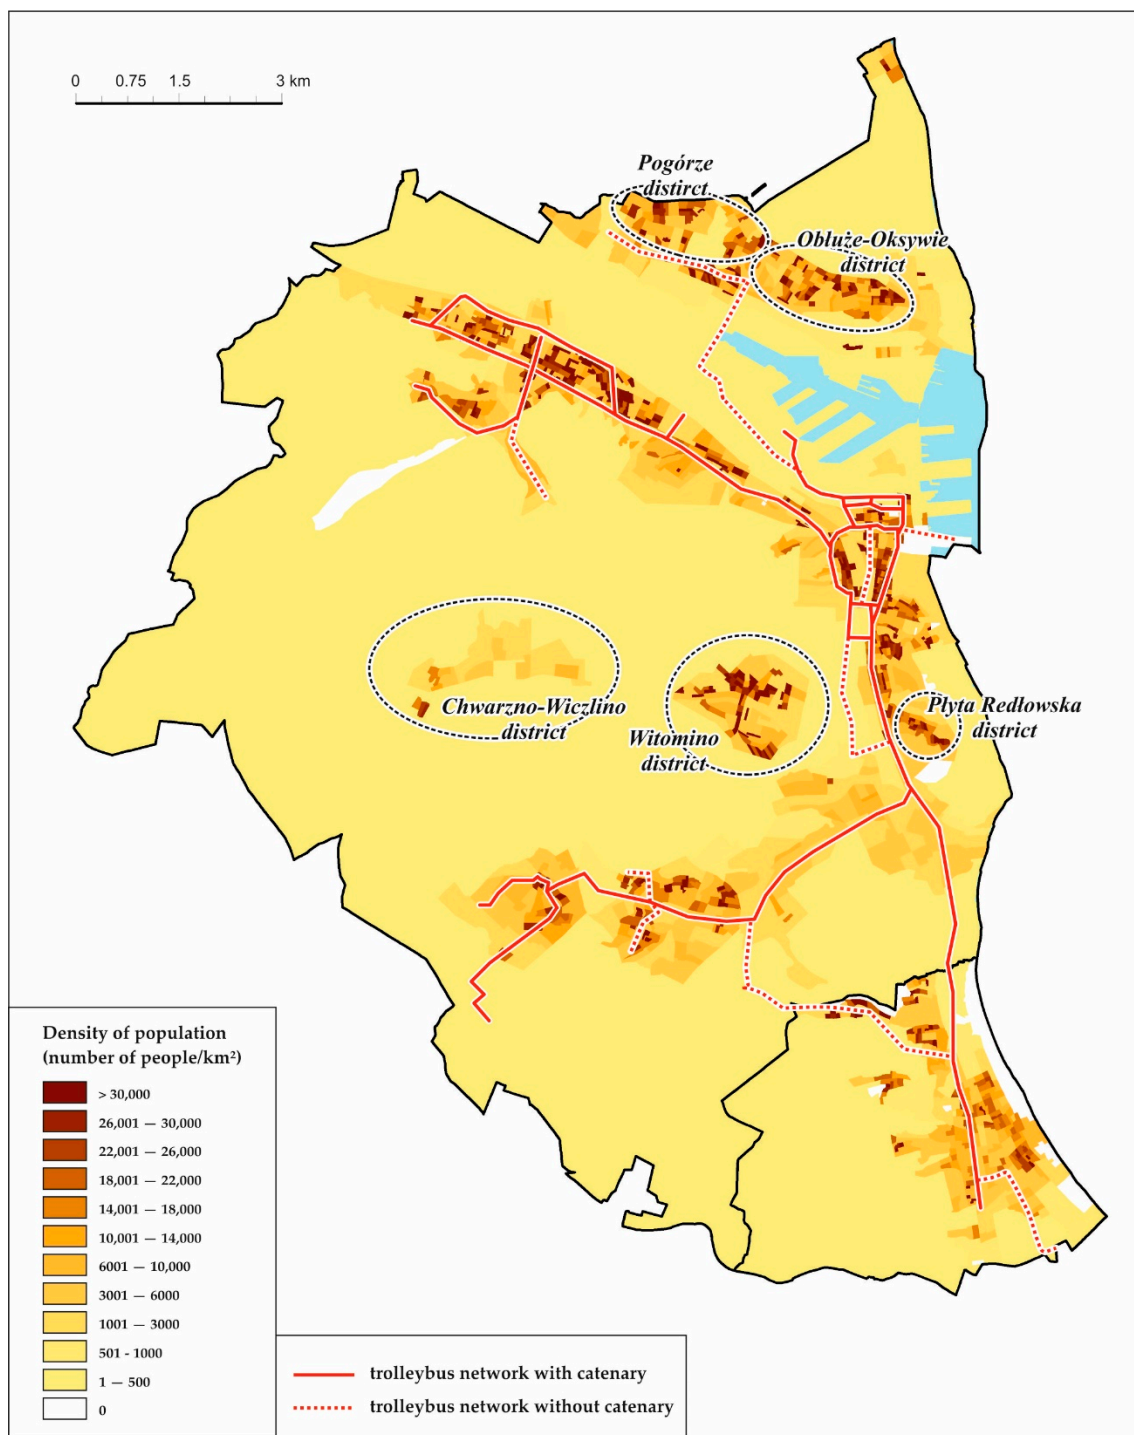 0 0.75 1.5 3 km
Pogórze
distirct
Obłuże-Oksywie
district
Chwarzno-Wiczlino
district
Witomino
district
Płyta Redłowska
district
Density of population
(number of people/km²)
> 30,000
26,001 — 30,000
22,001 — 26,000
18,001 — 22,000
14,001 — 18,000
10,001 — 14,000
6001 — 10,000
3001 — 6000
1001 — 3000
501 - 1000
1 — 500
0
trolleybus network with catenary
trolleybus network without catenary